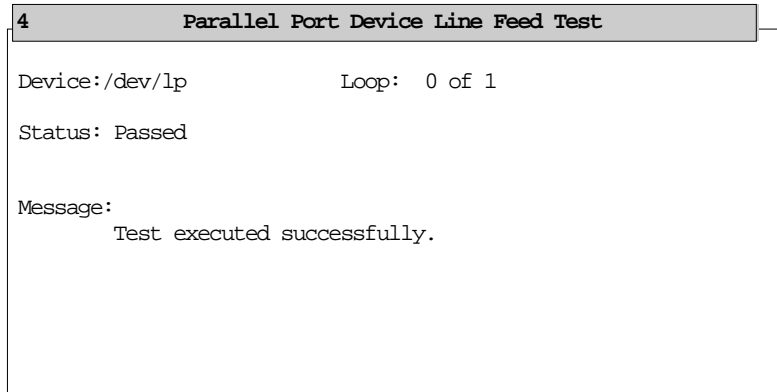 4 Parallel Port Device Line Feed Test
Device:/dev/lp Loop: 0 of 1
Status: Passed
Message:
Test executed successfully.